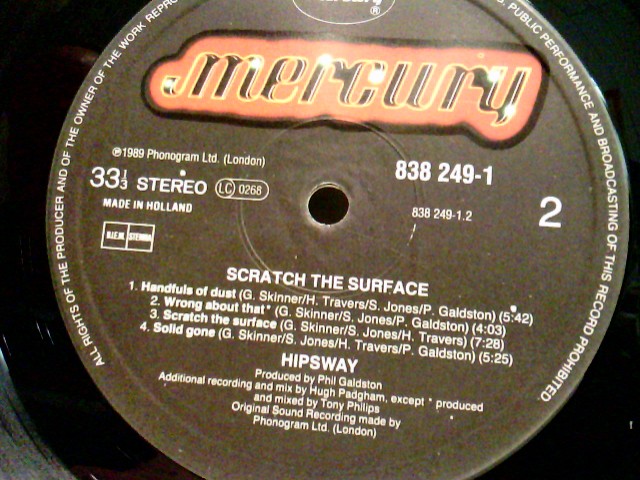 ALL RIGHTS OF THE PRODUCER AND OF THE OWNER OF THE WORK
PUBLIC PERFORMANCE AND BROADCASTING OF THIS RECORD PROHIBITED
®
mercury
℗1989 Phonogram Ltd. (London)
33⅓ STEREO LC 0268
MADE IN HOLLAND
B.I.E.M. STEMRA
838 249-1
838 249-1.2
2
SCRATCH THE SURFACE
1. Handfuls of dust (G. Skinner/H. Travers/S. Jones/P. Galdston) (5:42)
2. Wrong about that* (G. Skinner/S. Jones/P. Galdston) (4:03)
3. Scratch the surface (G. Skinner/S. Jones/H. Travers) (7:28)
4. Solid gone (G. Skinner/S. Jones/H. Travers/P. Galdston) (5:25)
HIPSWAY
Produced by Phil Galdston
Additional recording and mix by Hugh Padgham, except * produced
and mixed by Tony Philips
Original Sound Recording made by
Phonogram Ltd. (London)